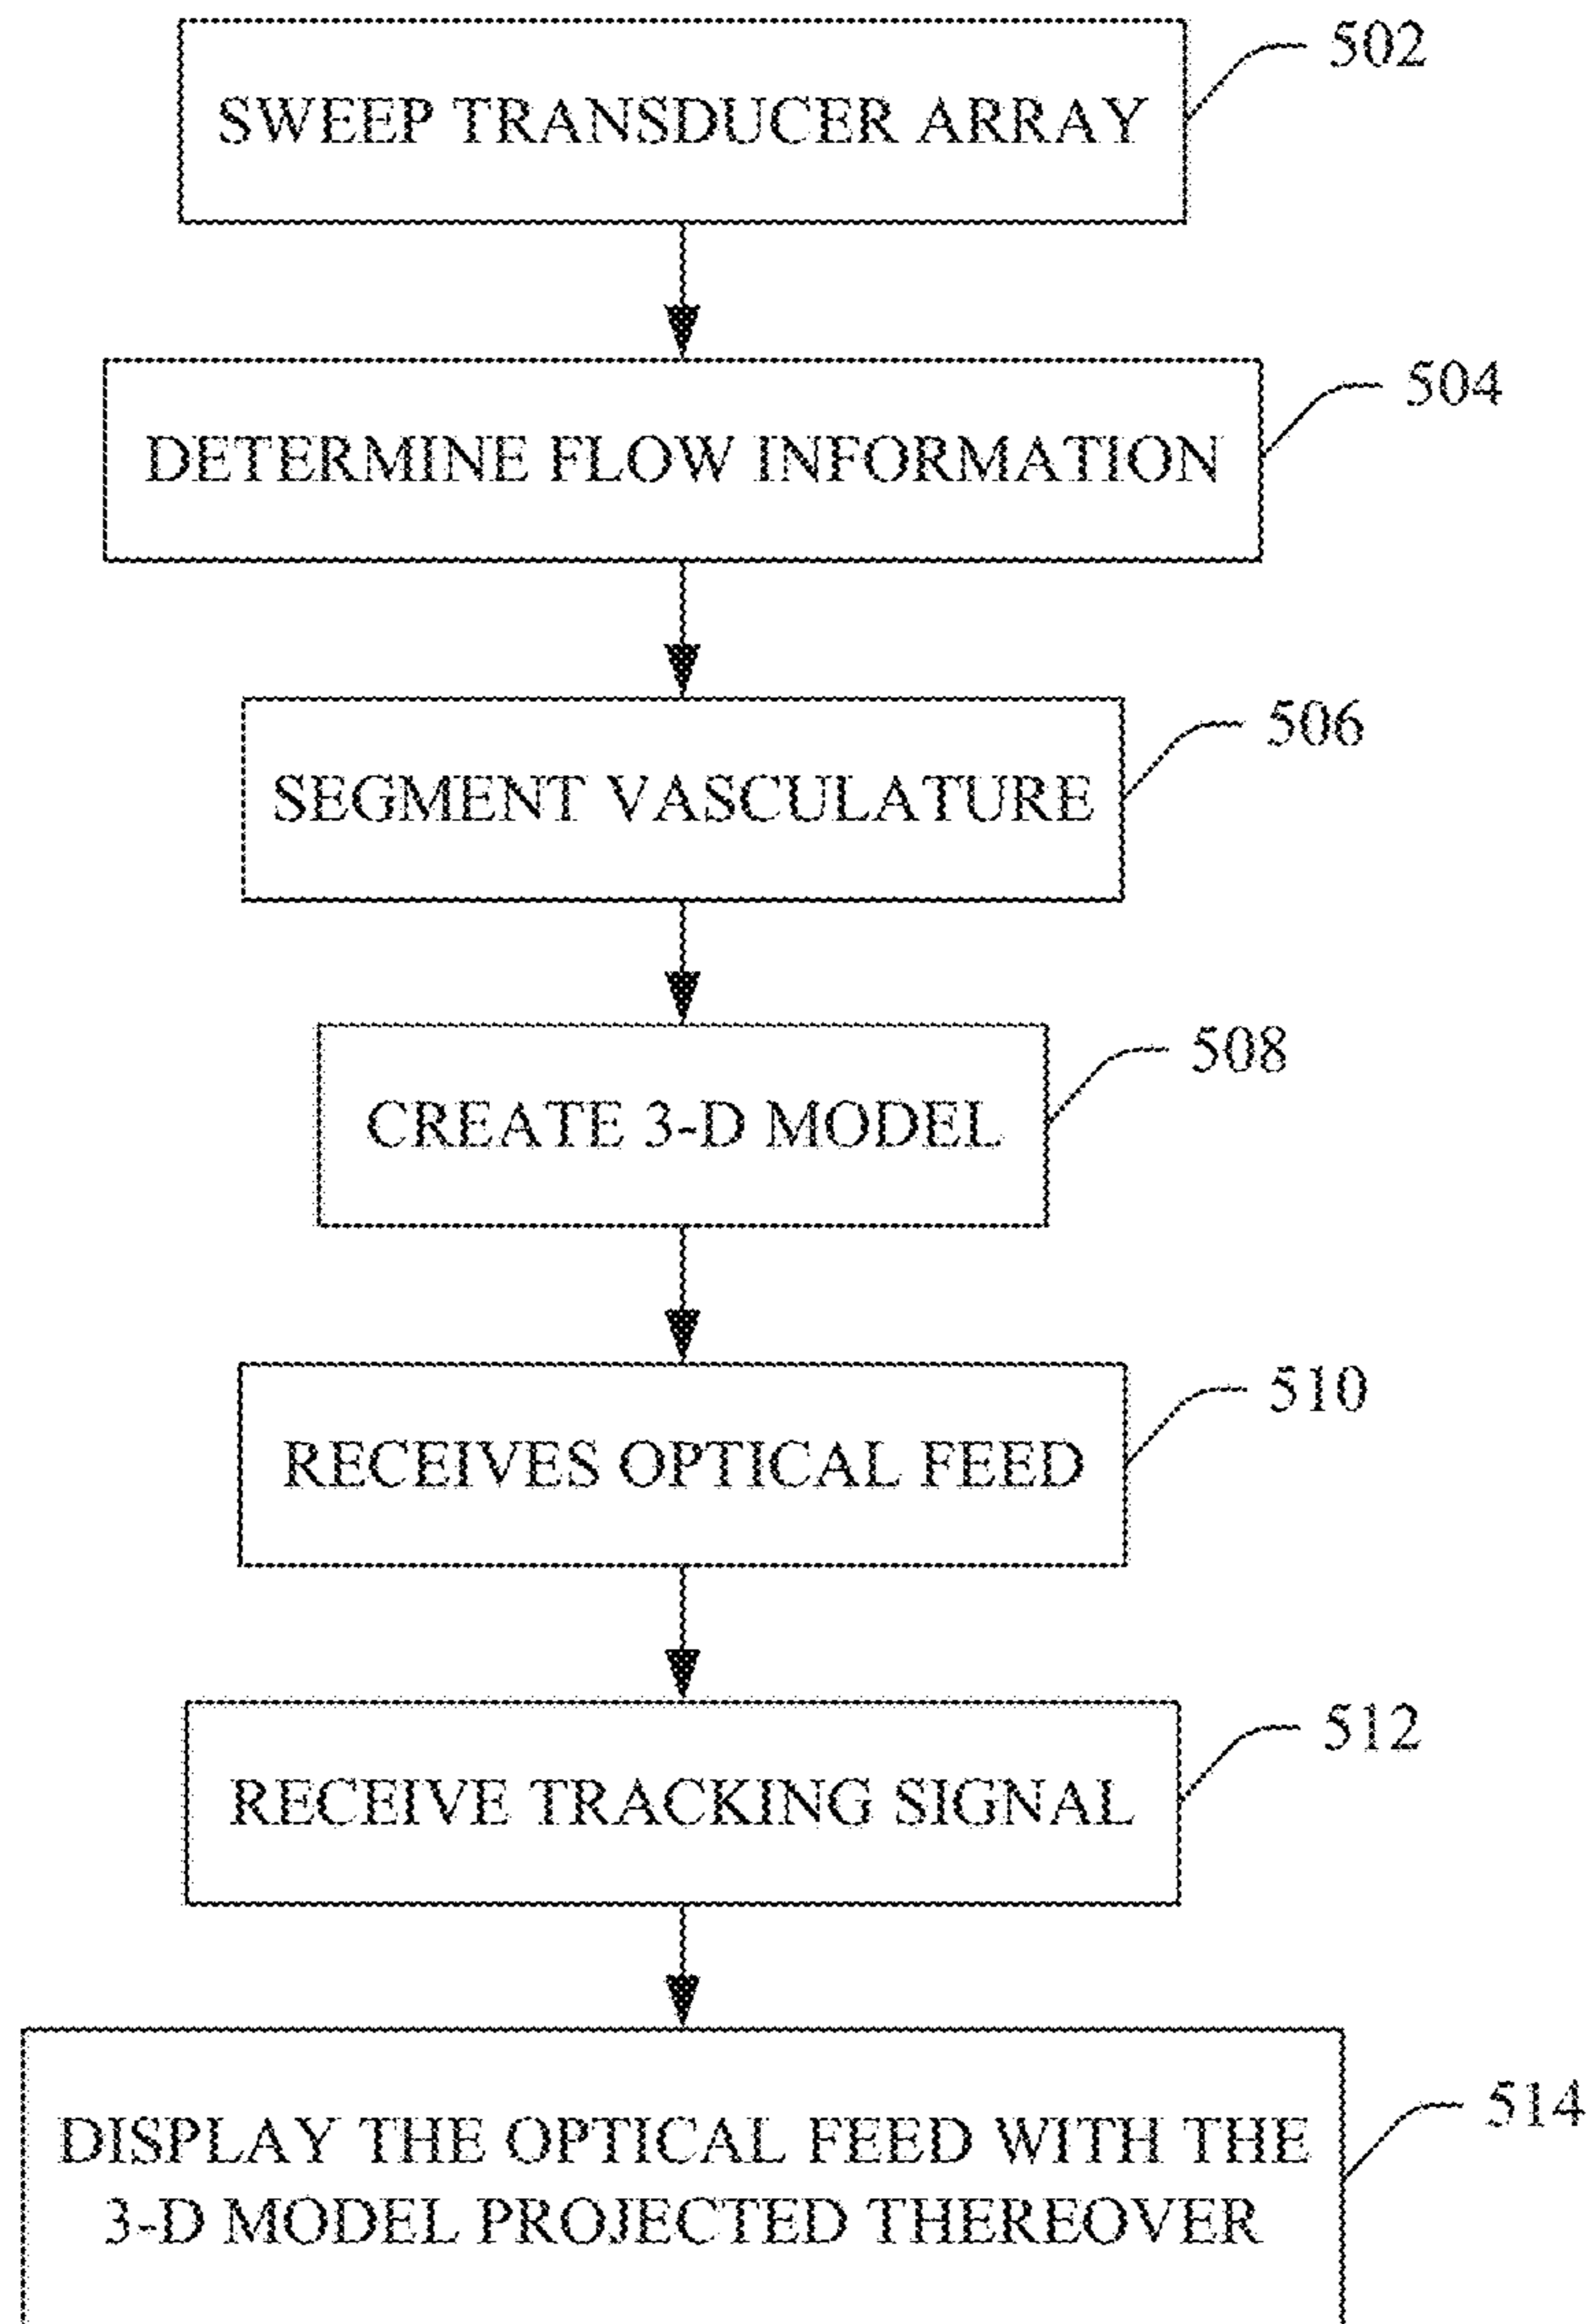 502
SWEEP TRANSDUCER ARRAY
504
DETERMINE FLOW INFORMATION
506
SEGMENT VASCULATURE
508
CREATE 3-D MODEL
510
RECEIVES OPTICAL FEED
512
RECEIVE TRACKING SIGNAL
514
DISPLAY THE OPTICAL FEED WITH THE
3-D MODEL PROJECTED THEREOVER